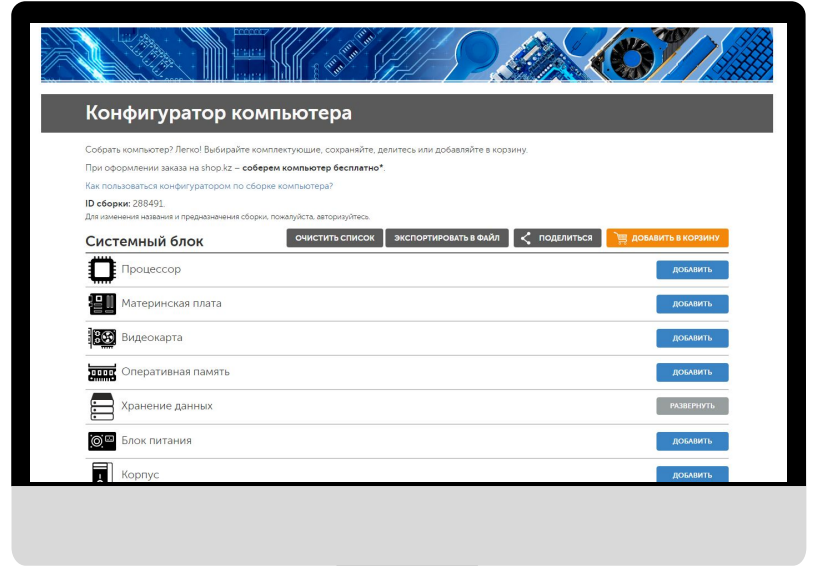 Конфигуратор компьютера
Собрать компьютер? Легко! Выбирайте комплектующие, сохраняйте, делитесь или добавляйте в корзину.
При оформлении заказа на shop.kz – соберем компьютер бесплатно*.
Как пользоваться конфигуратором по сборке компьютера?
ID сборки: 288491.
Для изменения названия и предназначения сборки, пожалуйста, авторизуйтесь.
Системный блок ОЧИСТИТЬ СПИСОК ЭКСПОРТИРОВАТЬ В ФАЙЛ ПОДЕЛИТЬСЯ ДОБАВИТЬ В КОРЗИНУ
Процессор ДОБАВИТЬ
Материнская плата ДОБАВИТЬ
Видеокарта ДОБАВИТЬ
Оперативная память ДОБАВИТЬ
Хранение данных РАЗВЕРНУТЬ
Блок питания ДОБАВИТЬ
Корпус ДОБАВИТЬ